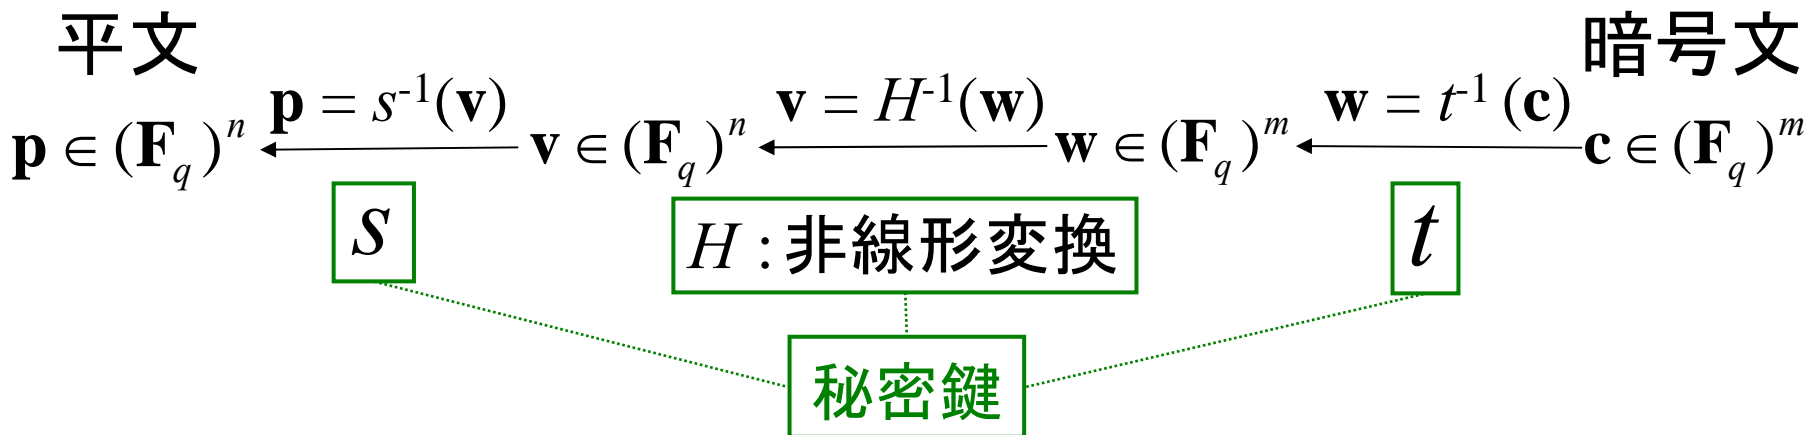 平文 暗号文
p = s⁻¹(v) v = H⁻¹(w) w = t⁻¹ (c)
p ∈ (F_q)ⁿ v ∈ (F_q)ⁿ w ∈ (F_q)ᵐ c ∈ (F_q)ᵐ
s H : 非線形変換 t
秘密鍵